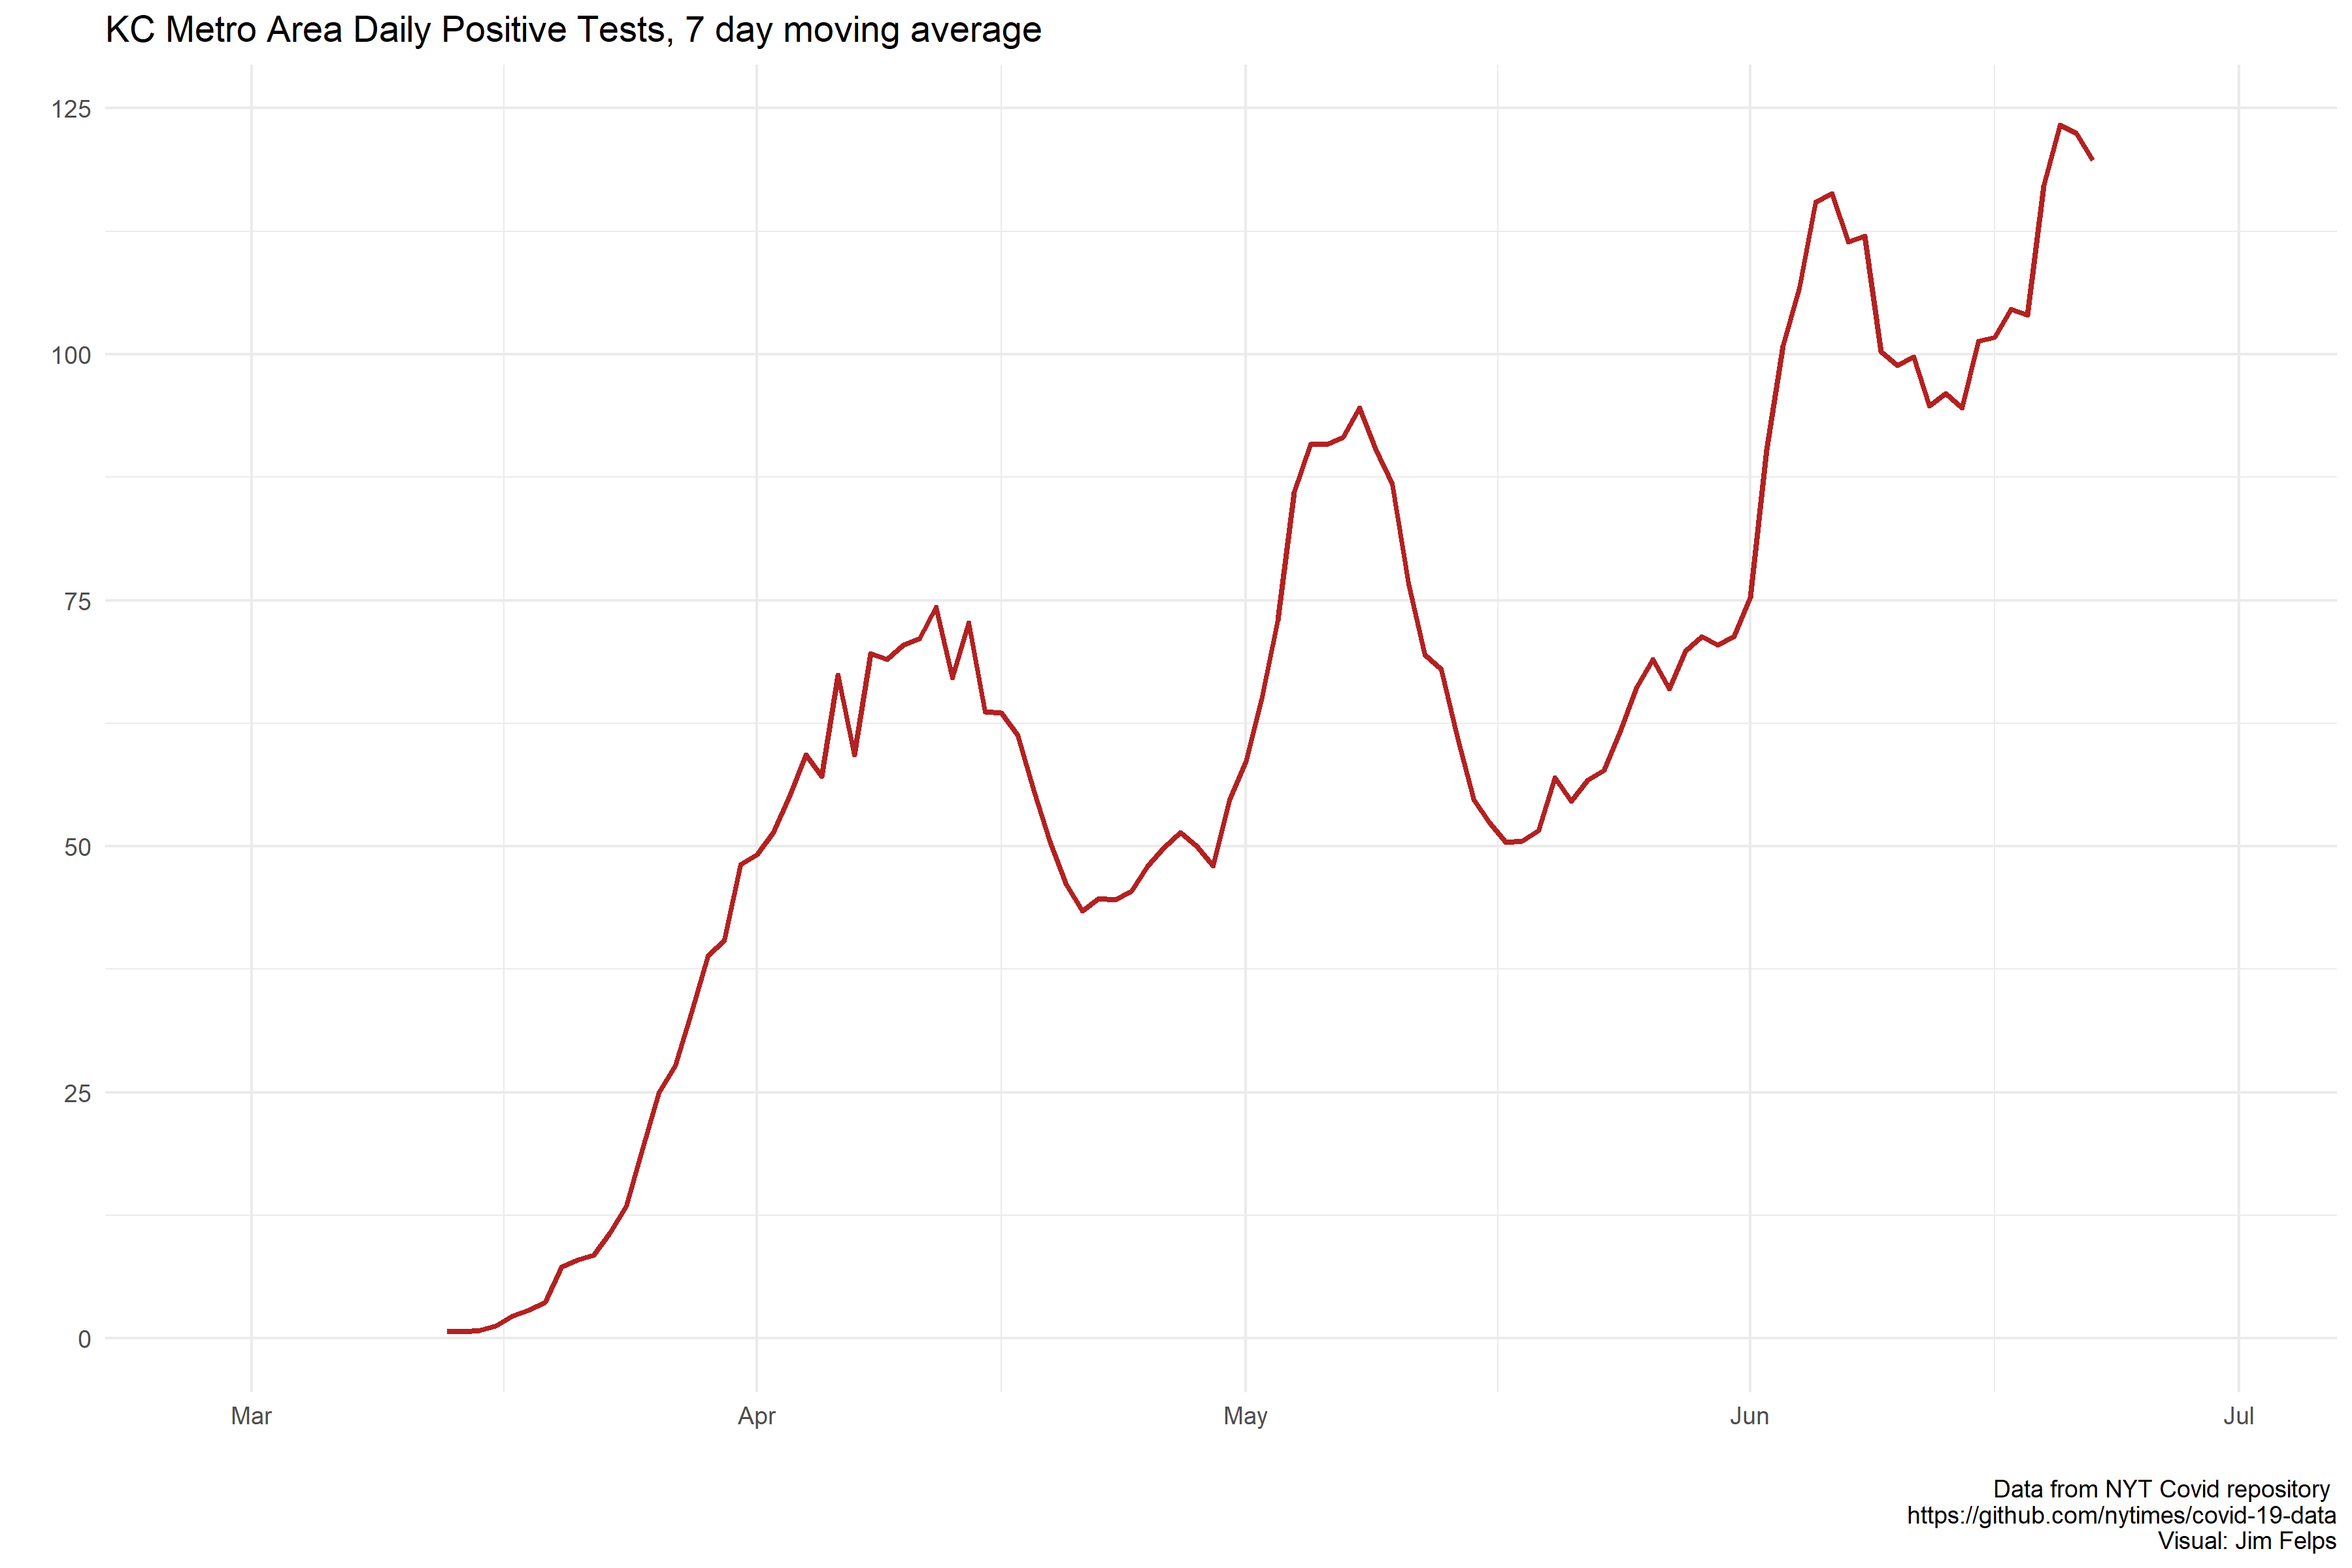 KC Metro Area Daily Positive Tests, 7 day moving average
125
100
75
50
25
0
Mar
Apr
May
Jun
Jul
Data from NYT Covid repository
https://github.com/nytimes/covid-19-data
Visual: Jim Felps